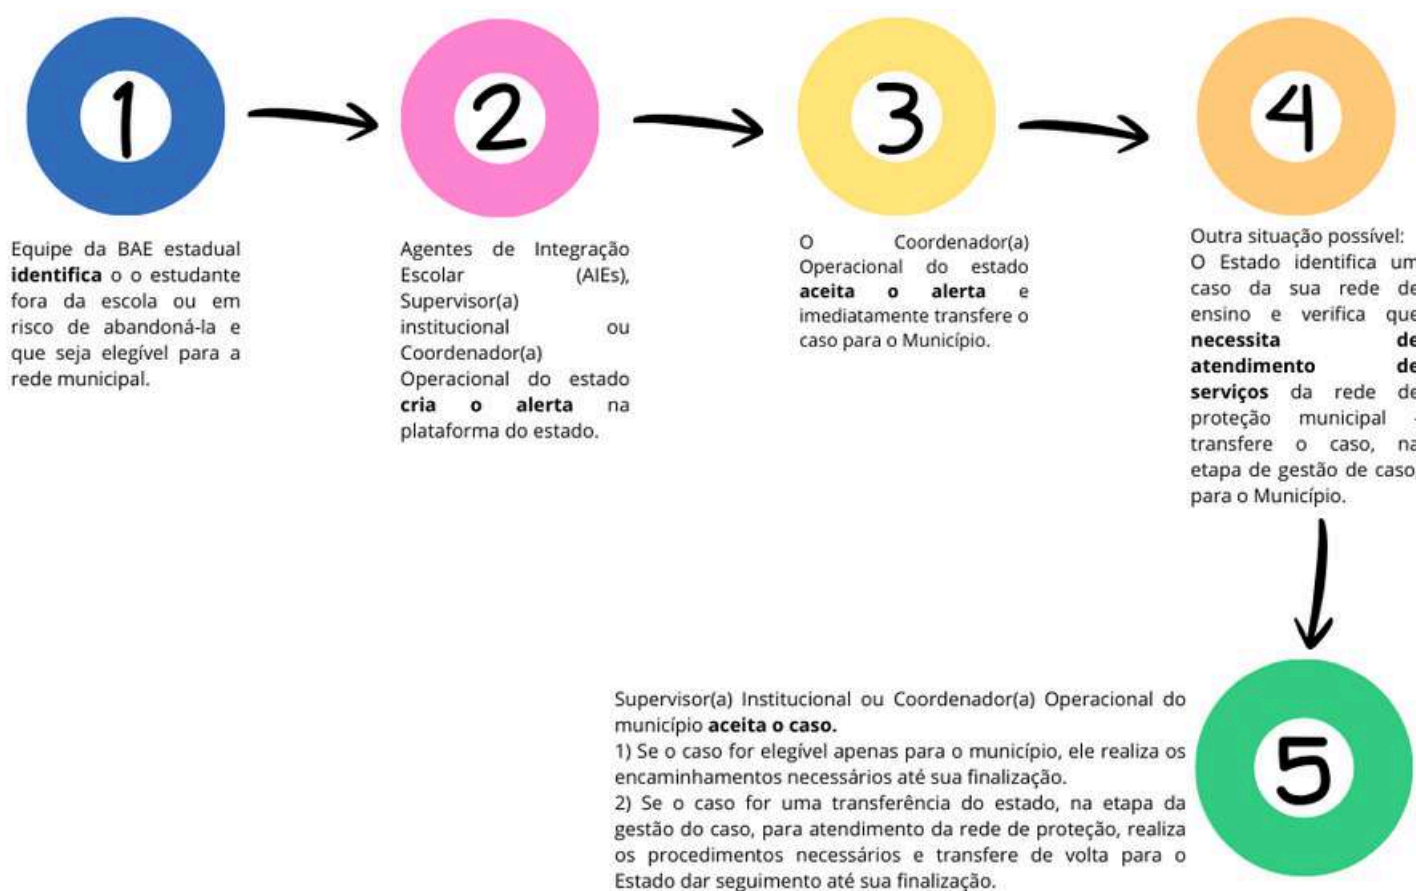 1
Equipe da BAE estadual
identifica o o estudante
fora da escola ou em
risco de abandoná-la e
que seja elegível para a
rede municipal.
2
Agentes de Integração
Escolar (AIEs),
Supervisor(a)
institucional ou
Coordenador(a)
Operacional do estado
cria o alerta na
plataforma do estado.
3
O Coordenador(a)
Operacional do estado
aceita o alerta e
imediatamente transfere o
caso para o Município.
4
Outra situação possível:
O Estado identifica um
caso da sua rede de
ensino e verifica que
necessita de
atendimento de
serviços da rede de
proteção municipal -
transfere o caso, na
etapa de gestão de caso,
para o Município.
5
Supervisor(a) Institucional ou Coordenador(a) Operacional do
município aceita o caso.
1) Se o caso for elegível apenas para o município, ele realiza os
encaminhamentos necessários até sua finalização.
2) Se o caso for uma transferência do estado, na etapa da
gestão do caso, para atendimento da rede de proteção, realiza
os procedimentos necessários e transfere de volta para o
Estado dar seguimento até sua finalização.